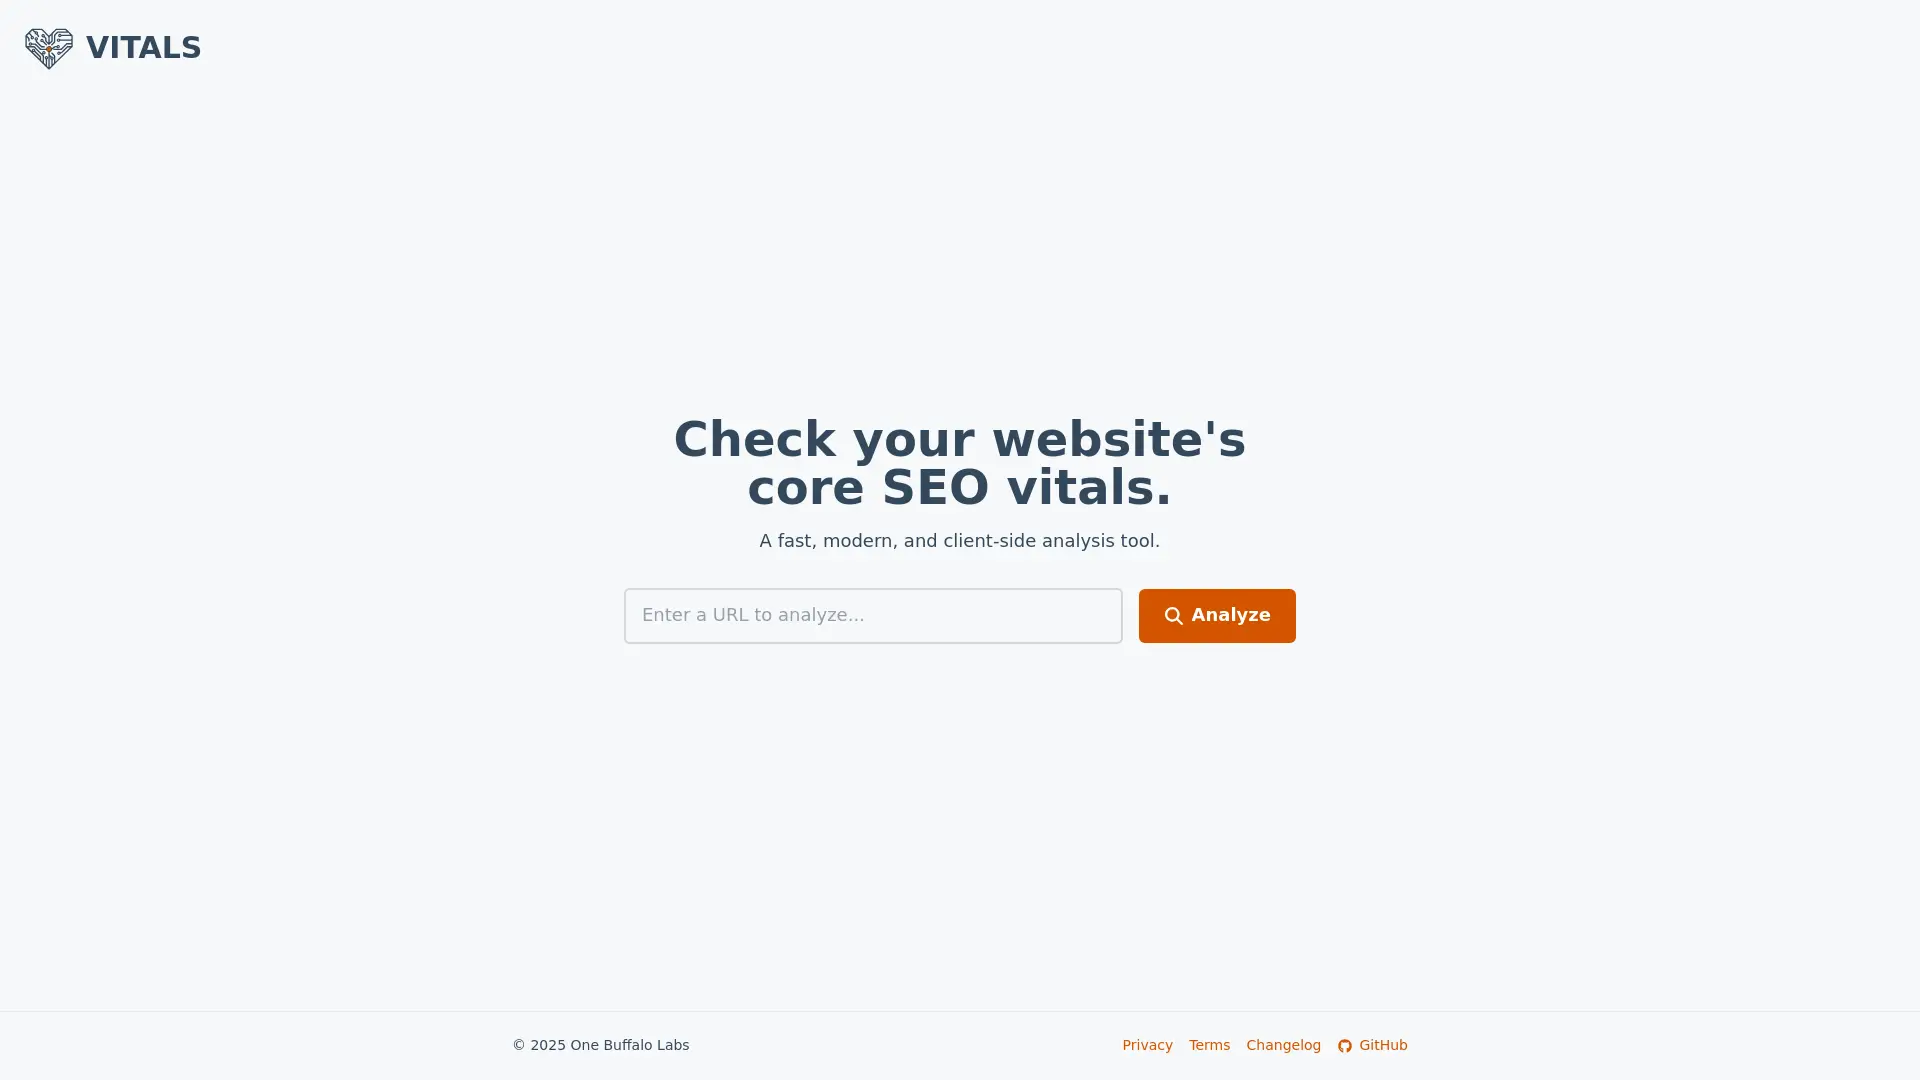 VITALS
Check your website's
core SEO vitals.
A fast, modern, and client-side analysis tool.
Enter a URL to analyze...
Analyze
© 2025 One Buffalo Labs
Privacy Terms Changelog GitHub